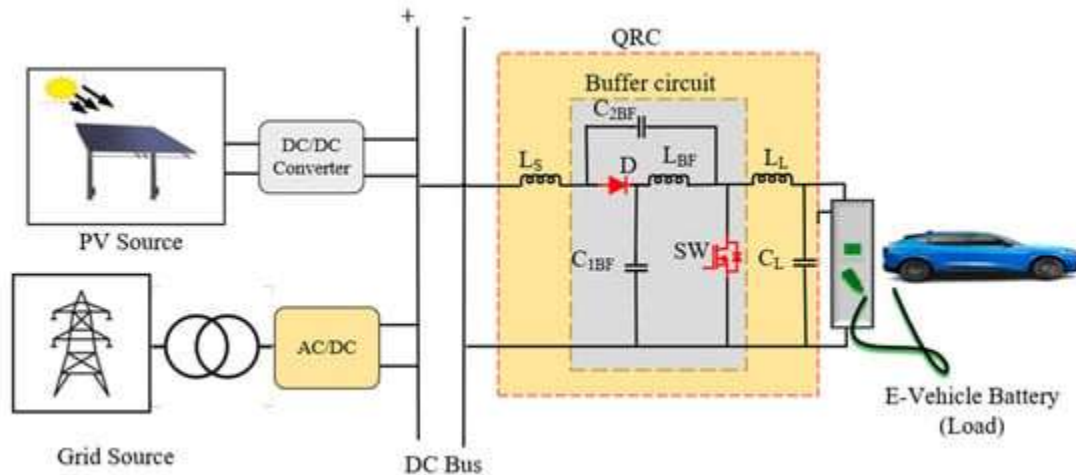 + -
QRC
Buffer circuit
C2BF
LS
D
LBF
LL
DC/DC
Converter
PV Source
C1BF
SW
CL
AC/DC
E-Vehicle Battery
(Load)
Grid Source
DC Bus